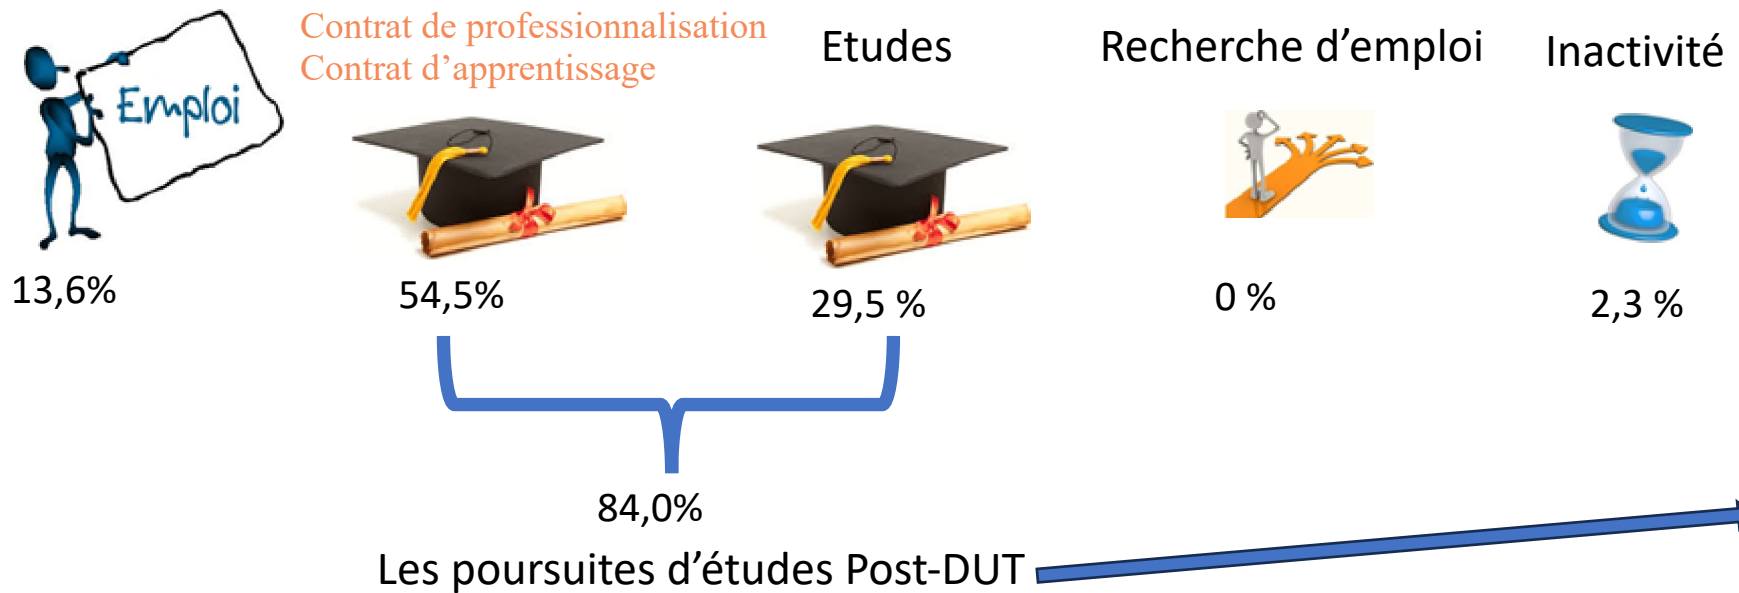 Contrat de professionnalisation
Contrat d’apprentissage
Etudes
Recherche d’emploi
Inactivité
Emploi
13,6%
54,5%
29,5 %
0 %
2,3 %
84,0%
Les poursuites d’études Post-DUT